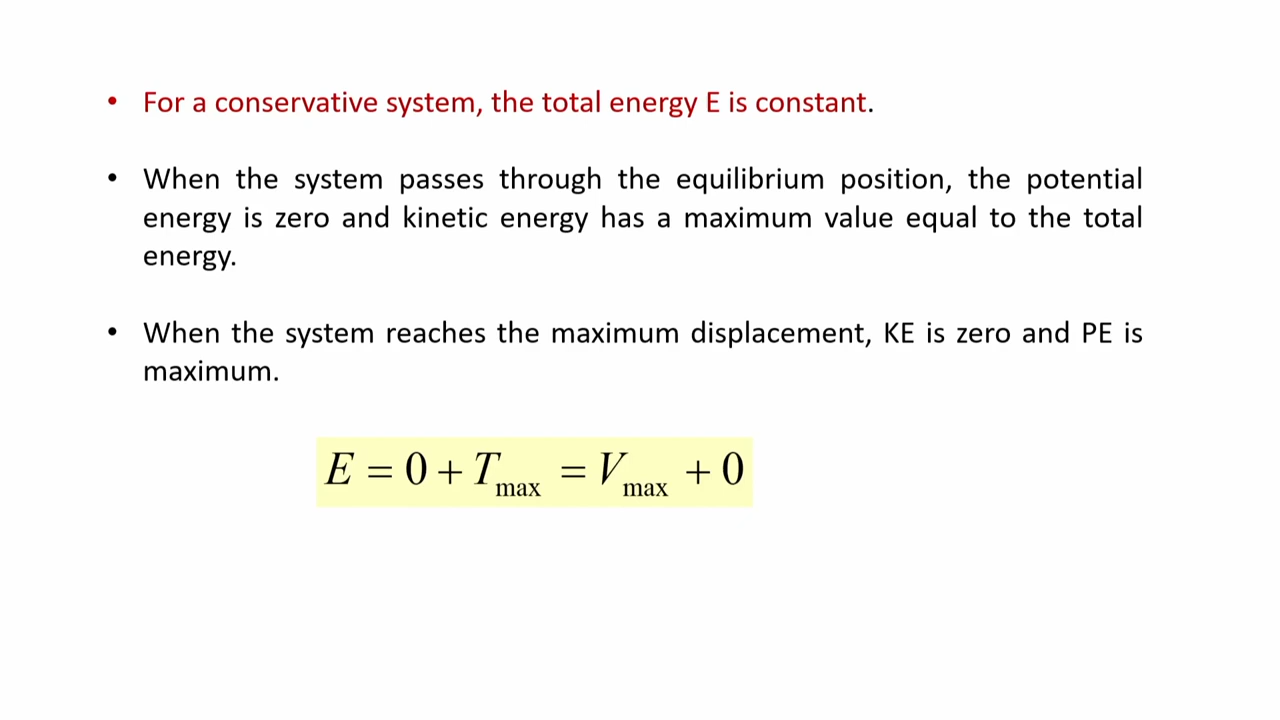 • For a conservative system, the total energy E is constant.
• When the system passes through the equilibrium position, the potential
energy is zero and kinetic energy has a maximum value equal to the total
energy.
• When the system reaches the maximum displacement, KE is zero and PE is
maximum.
E = 0 + T_max = V_max + 0